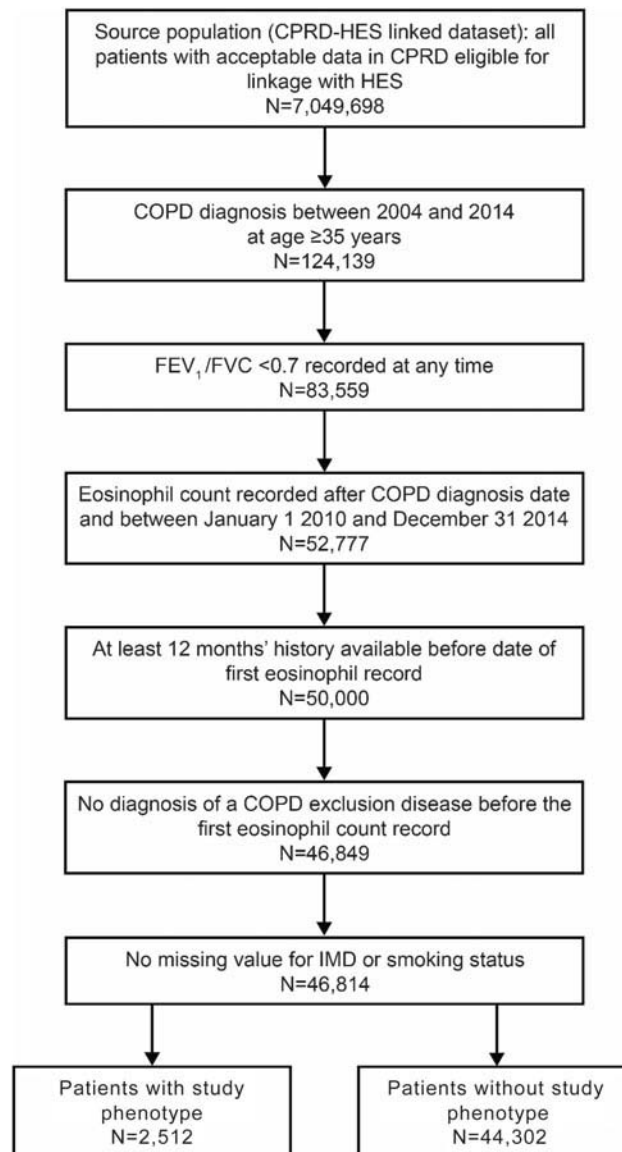 Source population (CPRD-HES linked dataset): all
patients with acceptable data in CPRD eligible for
linkage with HES
N=7,049,698
COPD diagnosis between 2004 and 2014
at age ≥35 years
N=124,139
FEV₁/FVC <0.7 recorded at any time
N=83,559
Eosinophil count recorded after COPD diagnosis date
and between January 1 2010 and December 31 2014
N=52,777
At least 12 months’ history available before date of
first eosinophil record
N=50,000
No diagnosis of a COPD exclusion disease before the
first eosinophil count record
N=46,849
No missing value for IMD or smoking status
N=46,814
Patients with study
phenotype
N=2,512
Patients without study
phenotype
N=44,302